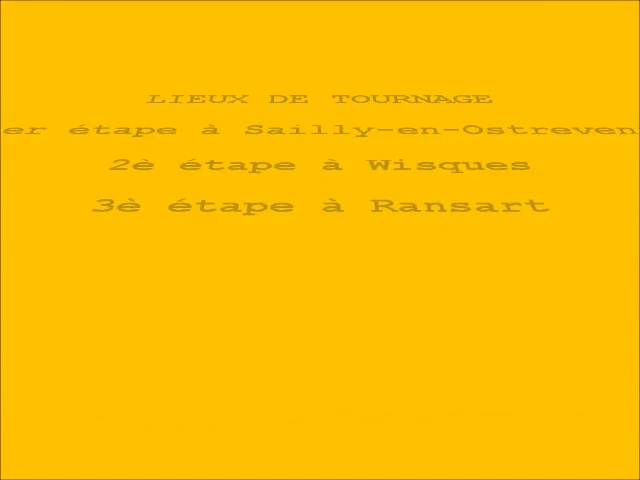 LIEUX DE TOURNAGE
er étape à Sailly-en-Ostreven
2è étape à Wisques
3è étape à Ransart